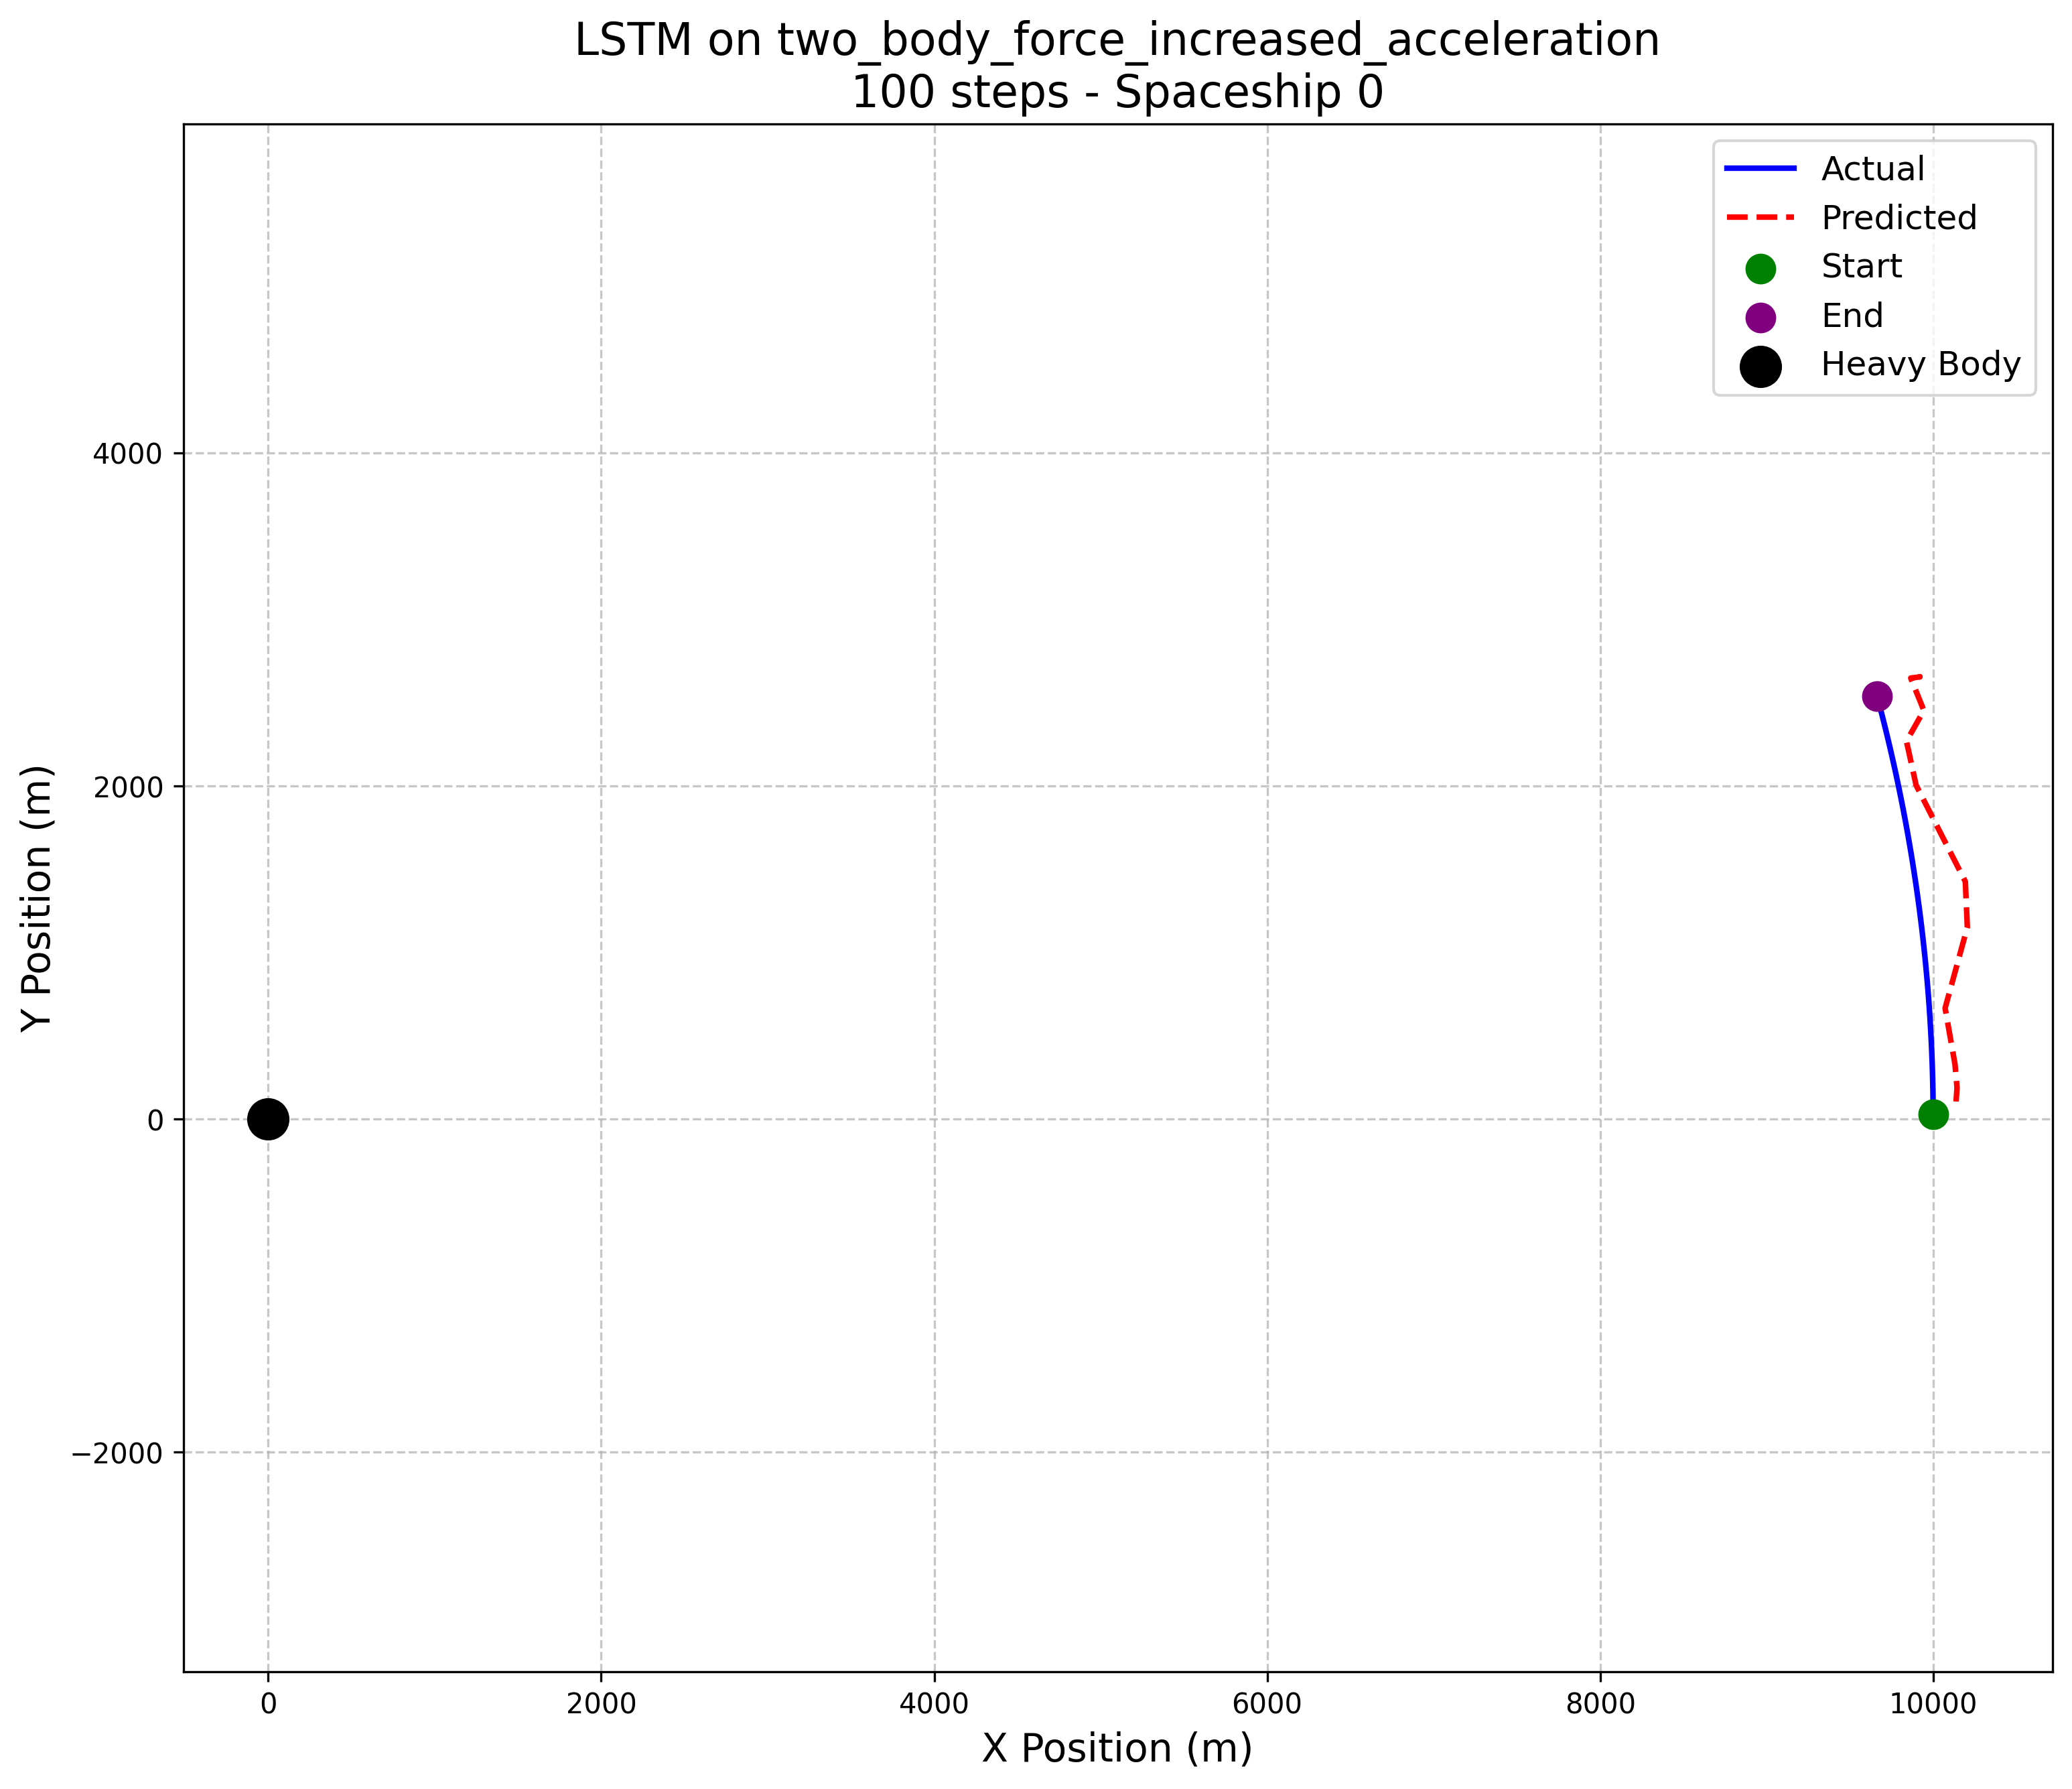 LSTM on two_body_force_increased_acceleration
100 steps - Spaceship 0
Actual
Predicted
Start
End
Heavy Body
4000
2000
0
−2000
Y Position (m)
0
2000
4000
6000
8000
10000
X Position (m)